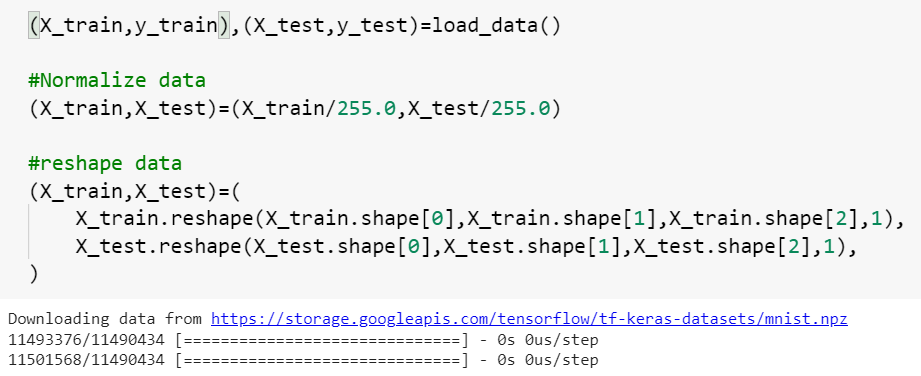 (X_train,y_train),(X_test,y_test)=load_data()
#Normalize data
(X_train,X_test)=(X_train/255.0,X_test/255.0)
#reshape data
(X_train,X_test)=(
X_train.reshape(X_train.shape[0],X_train.shape[1],X_train.shape[2],1),
X_test.reshape(X_test.shape[0],X_test.shape[1],X_test.shape[2],1),
)
Downloading data from https://storage.googleapis.com/tensorflow/tf-keras-datasets/mnist.npz
11493376/11490434 [==============================] - 0s 0us/step
11501568/11490434 [==============================] - 0s 0us/step